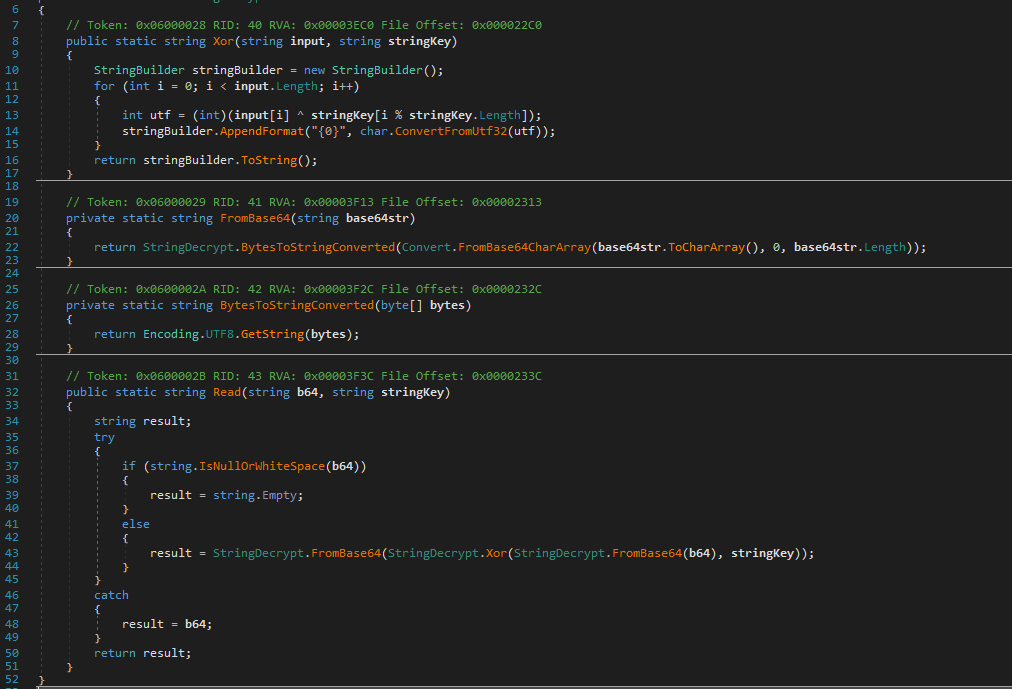 6 {
7 // Token: 0x06000028 RID: 40 RVA: 0x00003EC0 File Offset: 0x000022C0
8 public static string Xor(string input, string stringKey)
9 {
10 StringBuilder stringBuilder = new StringBuilder();
11 for (int i = 0; i < input.Length; i++)
12 {
13 int utf = (int)(input[i] ^ stringKey[i % stringKey.Length]);
14 stringBuilder.AppendFormat("{0}", char.ConvertFromUtf32(utf));
15 }
16 return stringBuilder.ToString();
17 }
18
19 // Token: 0x06000029 RID: 41 RVA: 0x00003F13 File Offset: 0x00002313
20 private static string FromBase64(string base64str)
21 {
22 return StringDecrypt.BytesToStringConverted(Convert.FromBase64CharArray(base64str.ToCharArray(), 0, base64str.Length));
23 }
24
25 // Token: 0x0600002A RID: 42 RVA: 0x00003F2C File Offset: 0x0000232C
26 private static string BytesToStringConverted(byte[] bytes)
27 {
28 return Encoding.UTF8.GetString(bytes);
29 }
30
31 // Token: 0x0600002B RID: 43 RVA: 0x00003F3C File Offset: 0x0000233C
32 public static string Read(string b64, string stringKey)
33 {
34 string result;
35 try
36 {
37 if (string.IsNullOrWhiteSpace(b64))
38 {
39 result = string.Empty;
40 }
41 else
42 {
43 result = StringDecrypt.FromBase64(StringDecrypt.Xor(StringDecrypt.FromBase64(b64), stringKey));
44 }
45 }
46 catch
47 {
48 result = b64;
49 }
50 return result;
51 }
52 }